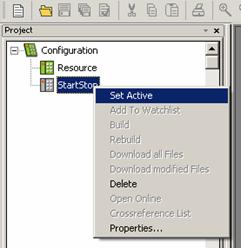 Project
Configuration
Resource
StartStop
Set Active
Add To Watchlist
Build
Rebuild
Download all Files
Download modified Files
Delete
Open Online
Crossreference List
Properties...